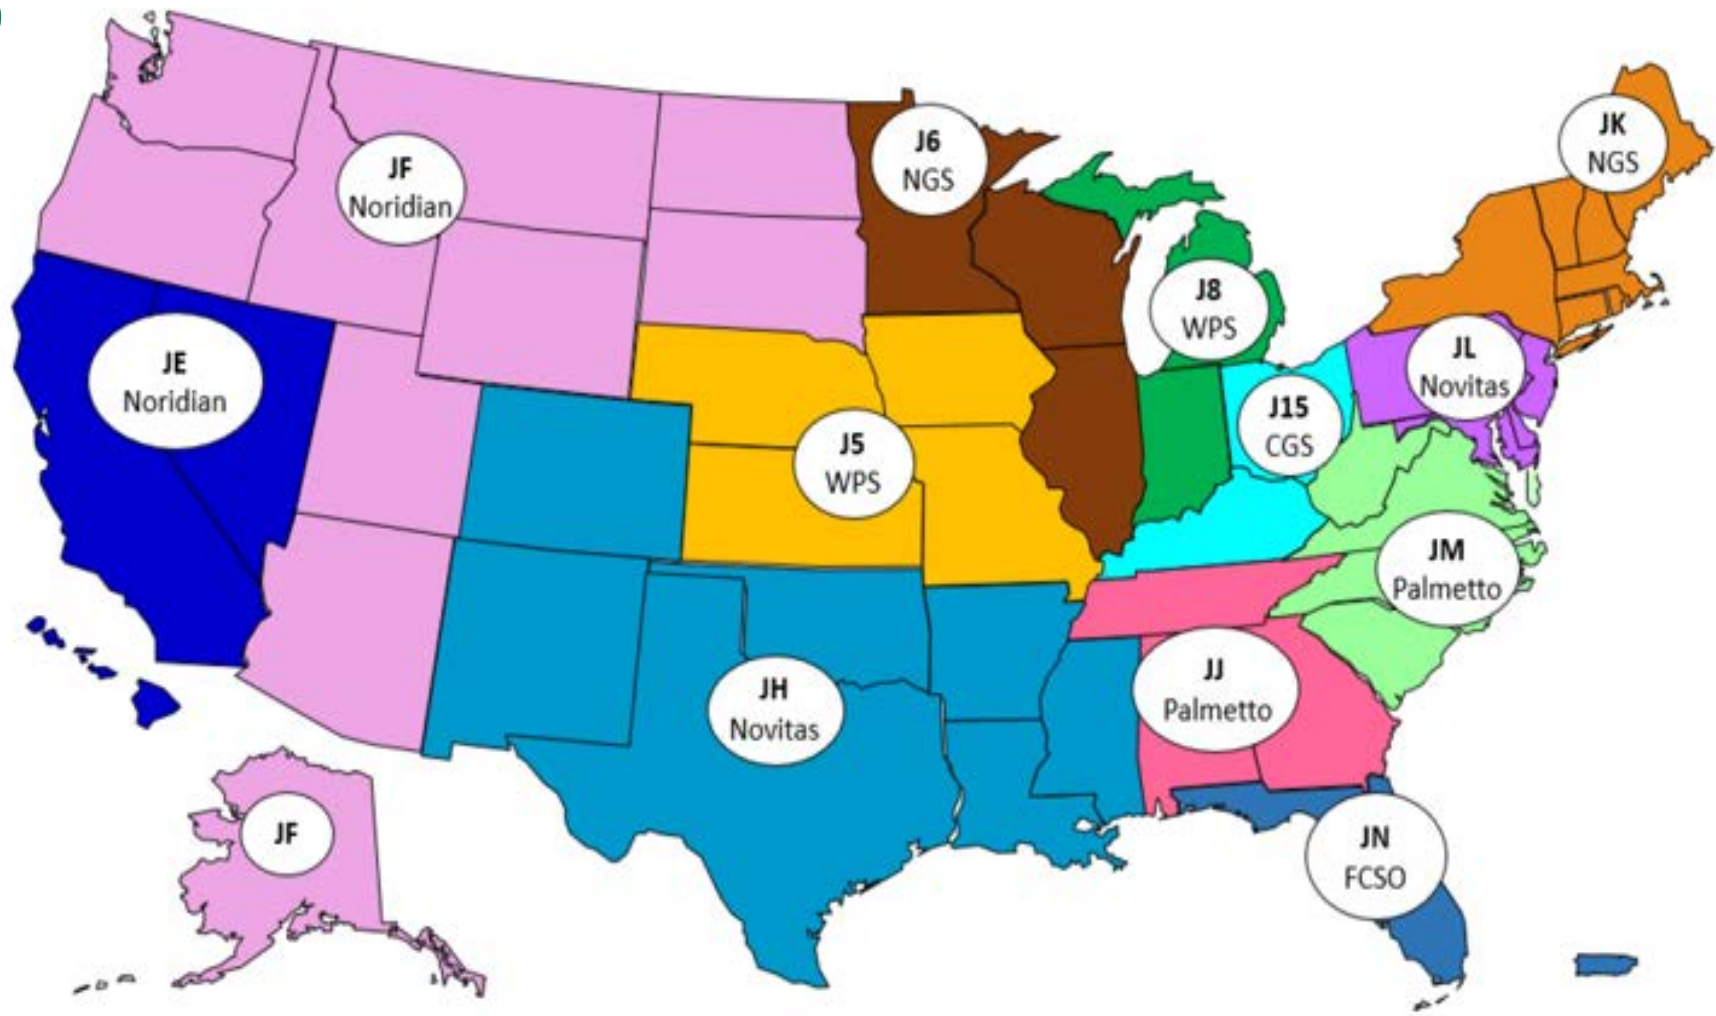 JF
Noridian
J6
NGS
JK
NGS
JE
Noridian
J8
WPS
JL
Novitas
J15
CGS
J5
WPS
JM
Palmetto
JH
Novitas
JJ
Palmetto
JF
JN
FCSO